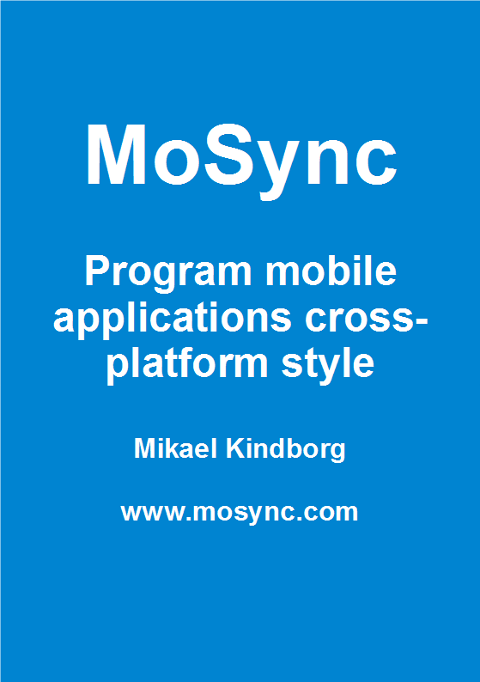 MoSync
Program mobile
applications cross-
platform style
Mikael Kindborg
www.mosync.com